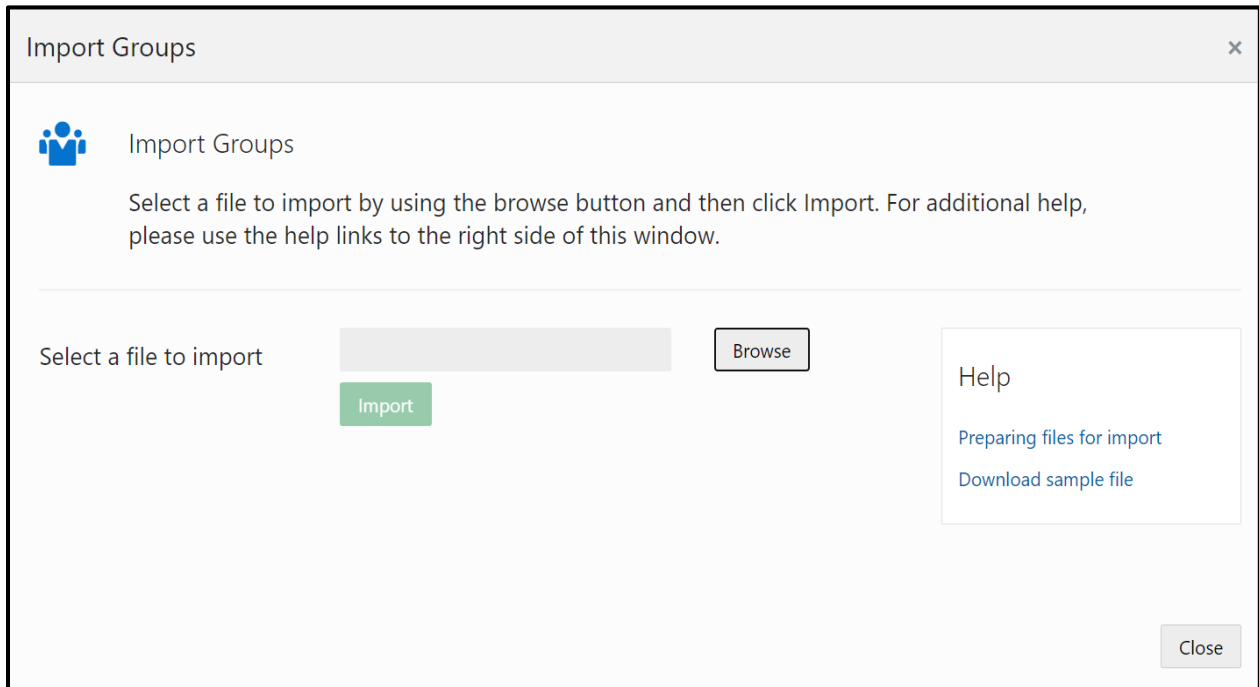 Import Groups
×
Import Groups
Select a file to import by using the browse button and then click Import. For additional help,
please use the help links to the right side of this window.
Select a file to import
Browse
Import
Help
Preparing files for import
Download sample file
Close